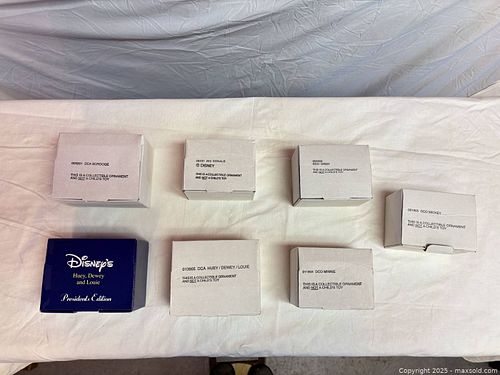 DCA SCROOGE
THIS IS A COLLECTIBLE ORNAMENT
AND NOT A CHILD'S TOY
DONALD
© DISNEY
THIS IS A COLLECTIBLE ORNAMENT
AND NOT A CHILD'S TOY
THIS IS A COLLECTIBLE ORNAMENT
AND NOT A CHILD'S TOY
DCO MICKEY
THIS IS A COLLECTIBLE ORNAMENT
AND NOT A CHILD'S TOY
Disney's
Huey, Dewey
and Louie
Presidents Edition
DCA HUEY / DEWEY / LOUIE
THIS IS A COLLECTIBLE ORNAMENT
AND NOT A CHILD'S TOY
DCO MINNIE
THIS IS A COLLECTIBLE ORNAMENT
AND NOT A CHILD'S TOY
Copyright 2025 - maxsold.com